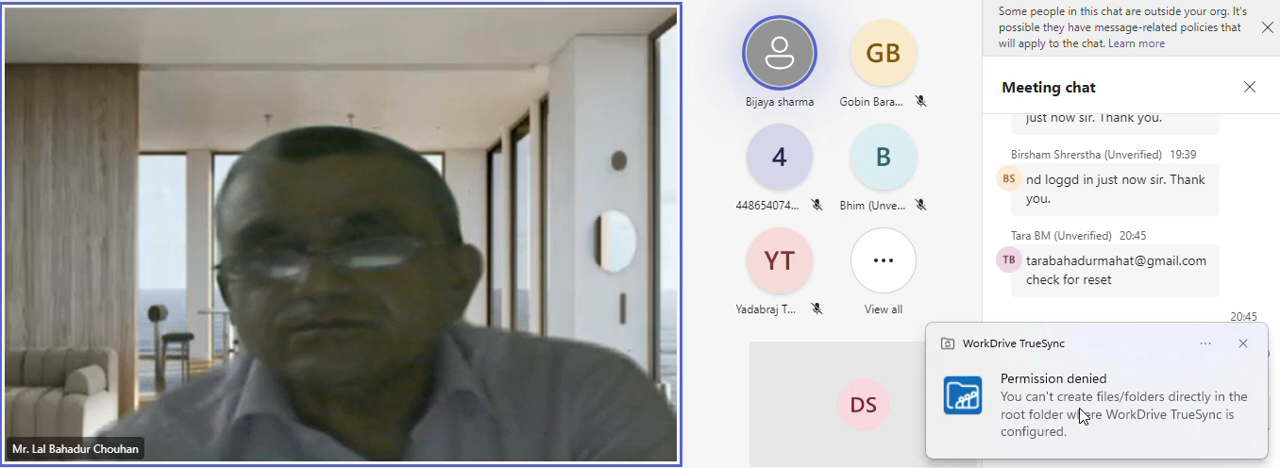 Mr. Lal Bahadur Chouhan
Bijaya sharma
GB
Gobin Bara...
4
448654074...
B
Bhim (Unve...
YT
Yadabraj T...
...
View all
DS
Some people in this chat are outside your org. It's
possible they have message-related policies that
will apply to the chat. Learn more
Meeting chat
just now sir. Thank you.
Birsham Shrerstha (Unverified) 19:39
BS
nd loggd in just now sir. Thank
you.
Tara BM (Unverified) 20:45
TB
tarabahadurmahat@gmail.com
check for reset
20:45
WorkDrive TrueSync
Permission denied
You can't create files/folders directly in the
root folder where WorkDrive TrueSync is
configured.